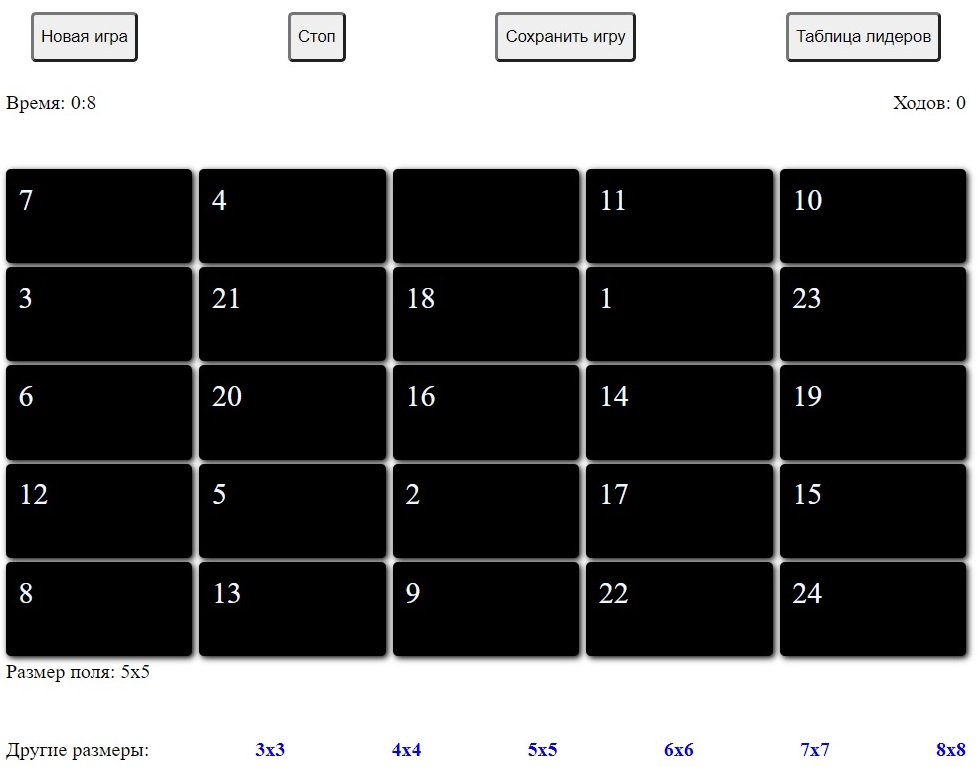 Новая игра Стоп Сохранить игру Таблица лидеров
Время: 0:8 Ходов: 0
7 4 11 10
3 21 18 1 23
6 20 16 14 19
12 5 2 17 15
8 13 9 22 24
Размер поля: 5x5
Другие размеры: 3x3 4x4 5x5 6x6 7x7 8x8